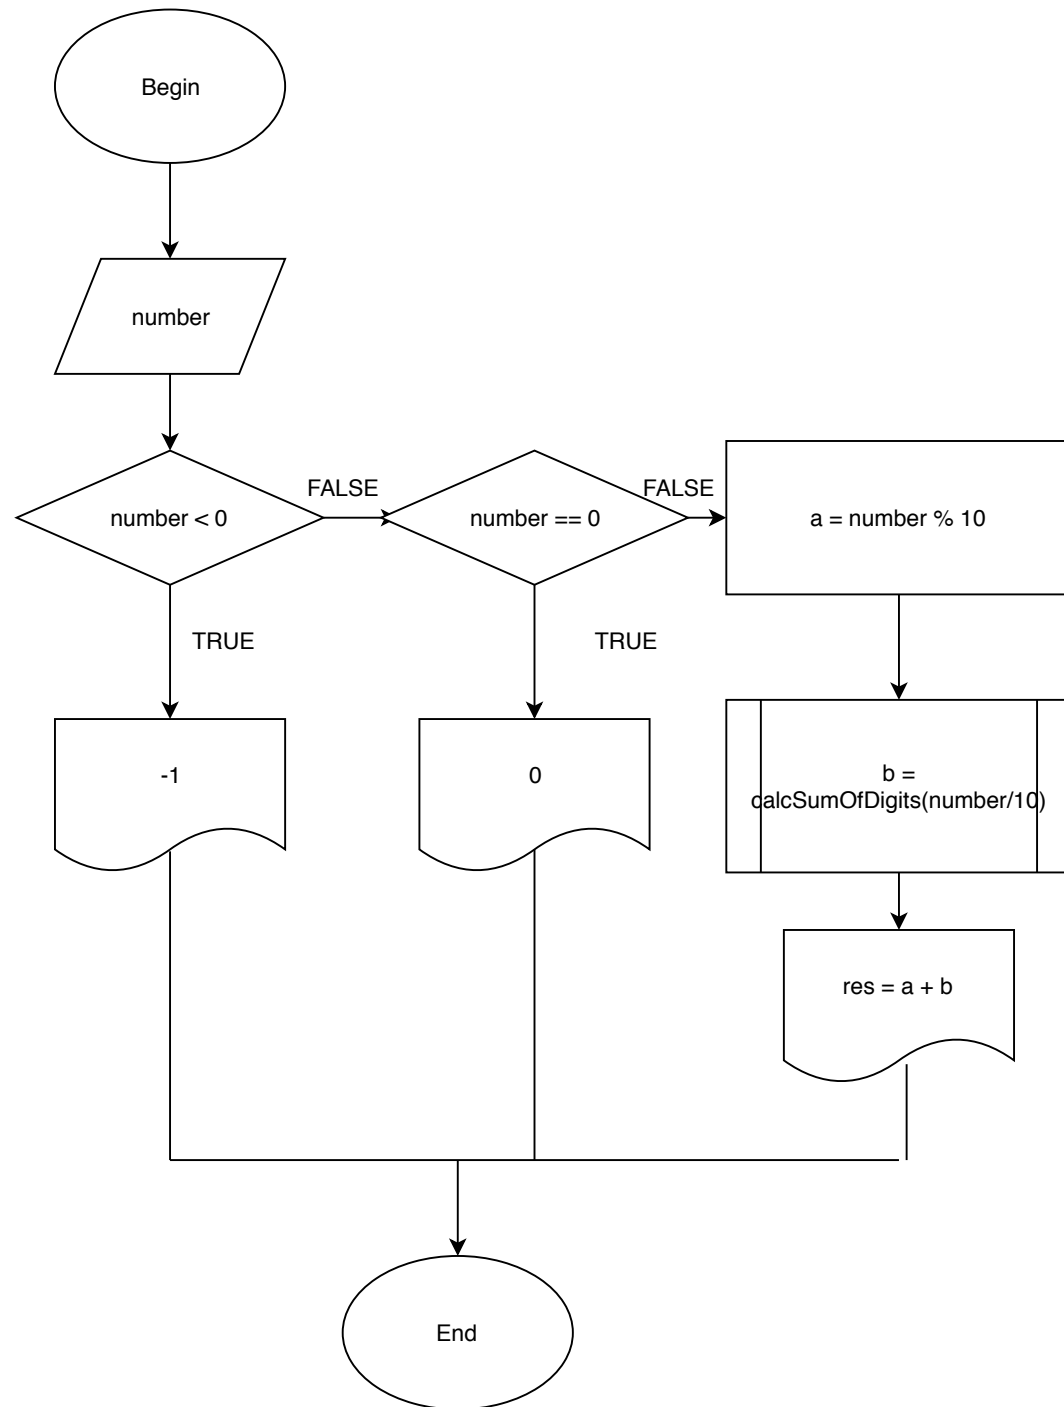 Begin
number
number < 0
FALSE
number == 0
FALSE
a = number % 10
TRUE
TRUE
-1
0
b =
calcSumOfDigits(number/10)
res = a + b
End